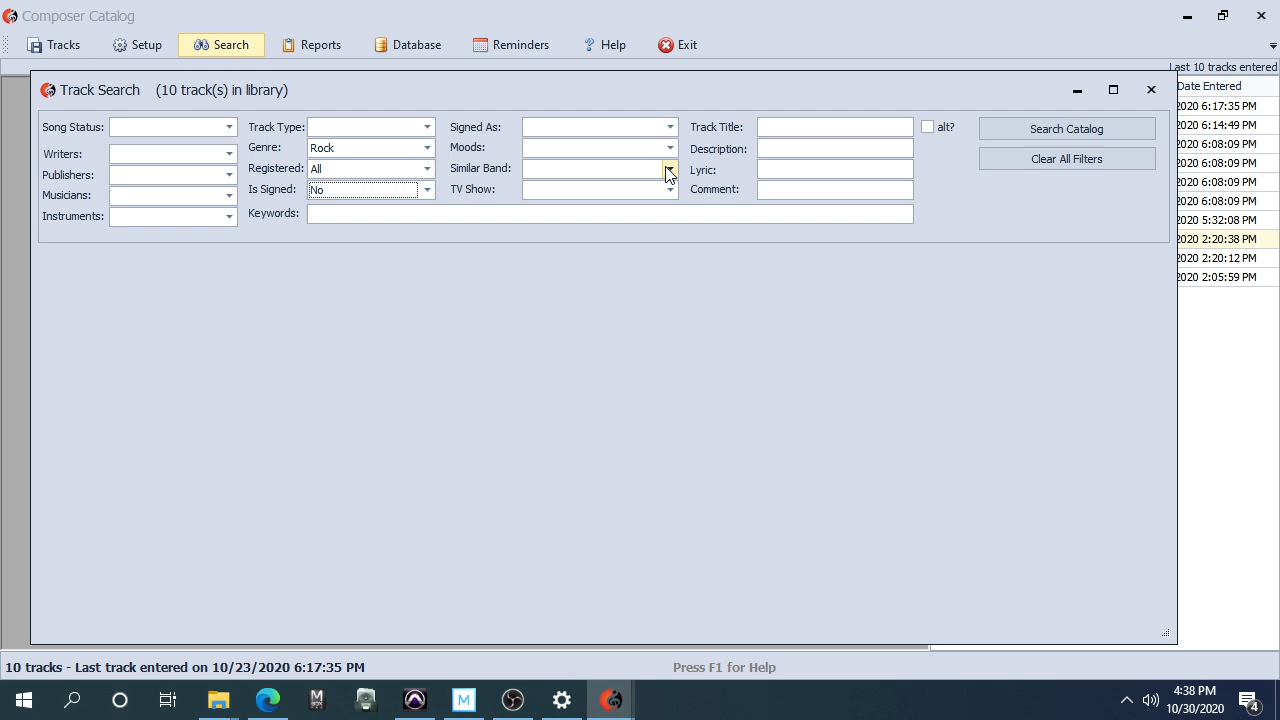 Composer Catalog
Tracks Setup Search Reports Database Reminders Help Exit
Last 10 tracks entered
Track Search (10 track(s) in library)
Date Entered
Song Status: Track Type: Signed As: Track Title: alt? Search Catalog
Writers: Genre: Rock Moods: Description: Clear All Filters
Publishers: Registered: All Similar Band: Lyric:
Musicians: Is Signed: No TV Show: Comment:
Instruments: Keywords:
2020 6:17:35 PM
2020 6:14:49 PM
2020 6:08:09 PM
2020 6:08:09 PM
2020 6:08:09 PM
2020 6:08:09 PM
2020 5:32:08 PM
2020 2:20:38 PM
2020 2:20:12 PM
2020 2:05:59 PM
10 tracks - Last track entered on 10/23/2020 6:17:35 PM Press F1 for Help
4:38 PM
10/30/2020
4